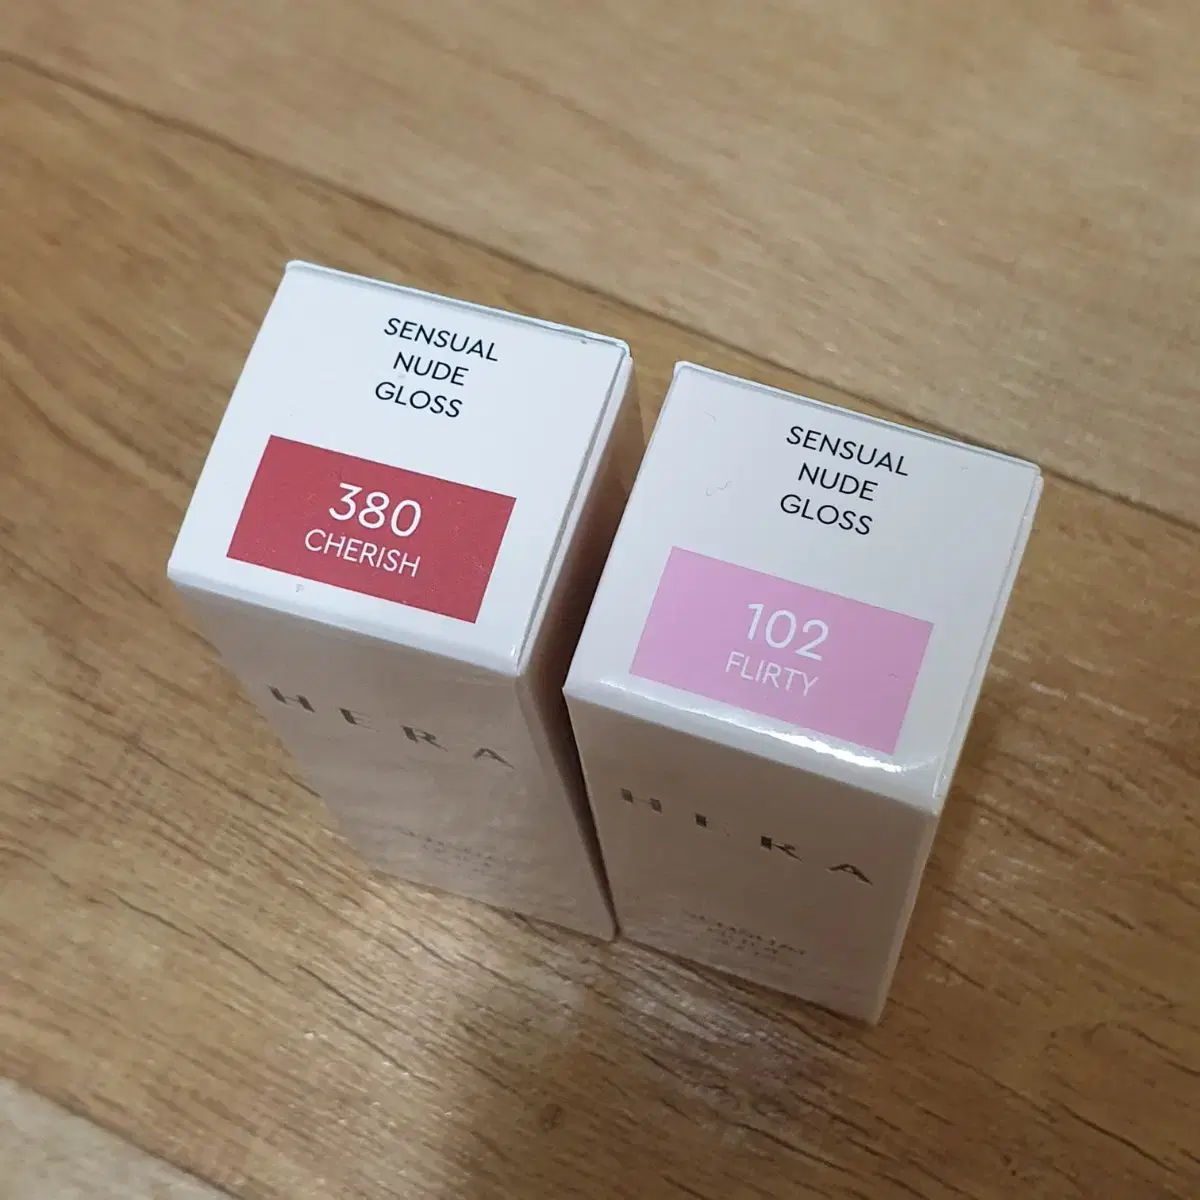 SENSUAL
NUDE
GLOSS
380
CHERISH
HERA
SENSUAL
NUDE
GLOSS
102
FLIRTY
HERA